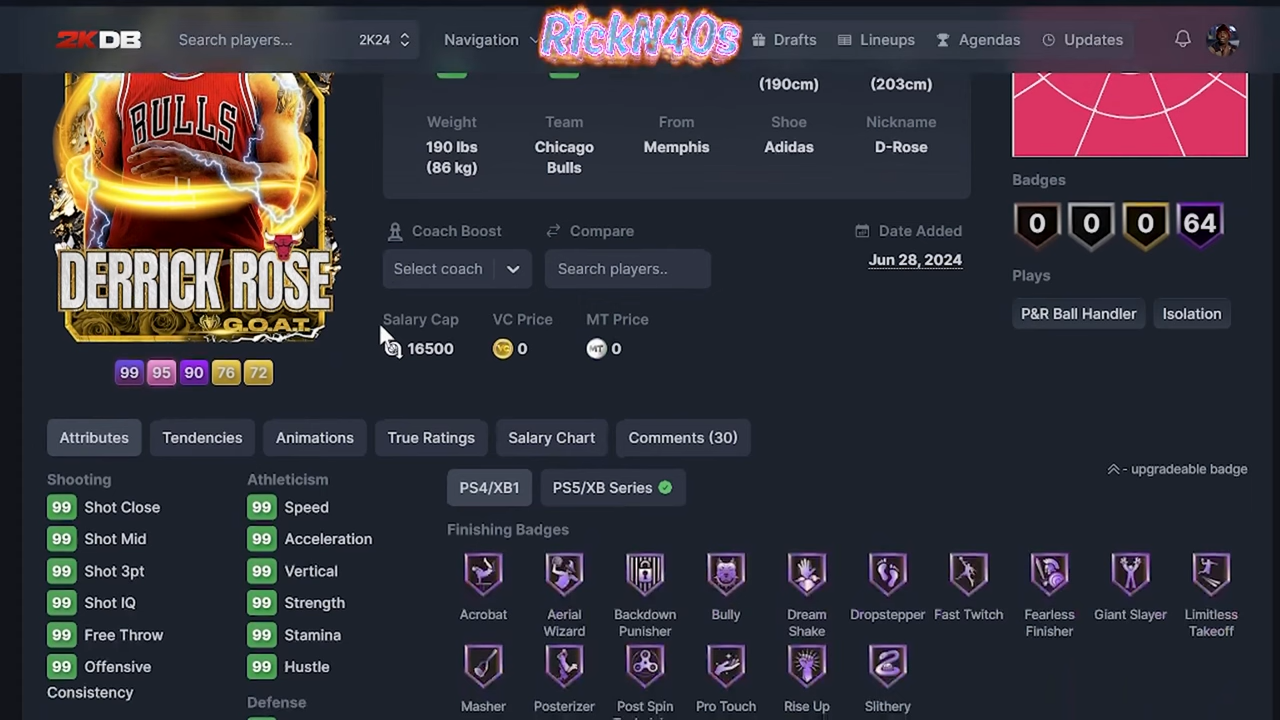 2KDB
Search players...
2K24
Navigation
RickN40s
Drafts
Lineups
Agendas
Updates
(190cm)
(203cm)
Weight
Team
From
Shoe
Nickname
190 lbs
(86 kg)
Chicago
Bulls
Memphis
Adidas
D-Rose
BULLS
DERRICK ROSE
G.O.A.T.
99 95 90 76 72
Coach Boost
Compare
Date Added
Select coach
Search players..
Jun 28, 2024
Salary Cap
VC Price
MT Price
16500
VC 0
MT 0
Badges
0 0 0 64
Plays
P&R Ball Handler
Isolation
Attributes
Tendencies
Animations
True Ratings
Salary Chart
Comments (30)
- upgradeable badge
Shooting
99 Shot Close
99 Shot Mid
99 Shot 3pt
99 Shot IQ
99 Free Throw
99 Offensive
Consistency
Athleticism
99 Speed
99 Acceleration
99 Vertical
99 Strength
99 Stamina
99 Hustle
Defense
PS4/XB1
PS5/XB Series
Finishing Badges
Acrobat
Aerial
Wizard
Backdown
Punisher
Bully
Dream
Shake
Dropstepper
Fast Twitch
Fearless
Finisher
Giant Slayer
Limitless
Takeoff
Masher
Posterizer
Post Spin
Pro Touch
Rise Up
Slithery